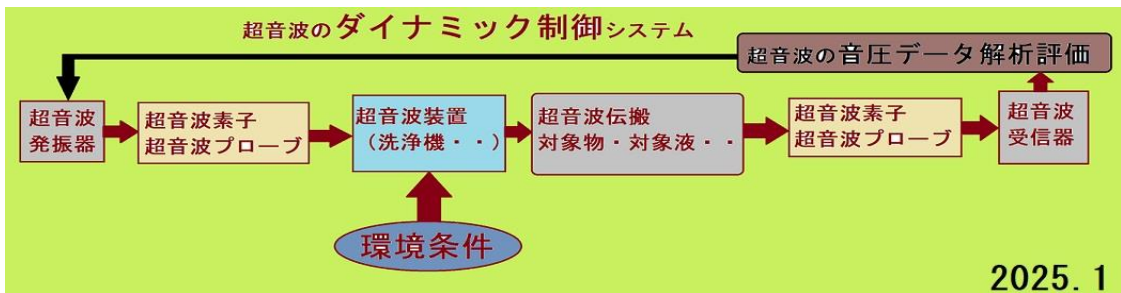 超音波のダイナミック制御システム
超音波の音圧データ解析評価
超音波
発振器
超音波素子
超音波プローブ
超音波装置
(洗浄機・・)
超音波伝搬
対象物・対象液・・
超音波素子
超音波プローブ
超音波
受信器
環境条件
2025.1